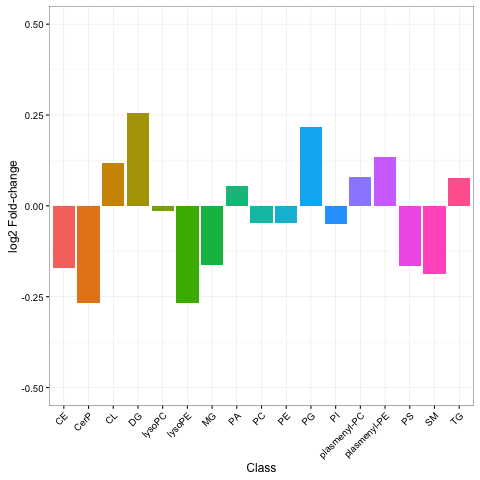 log2 Fold-change
0.50
0.25
0.00
-0.25
-0.50
CE
CerP
CL
DG
lysoPC
lysoPE
MG
PA
PC
PE
PG
PI
plasmenyl-PC
plasmenyl-PE
PS
SM
TG
Class